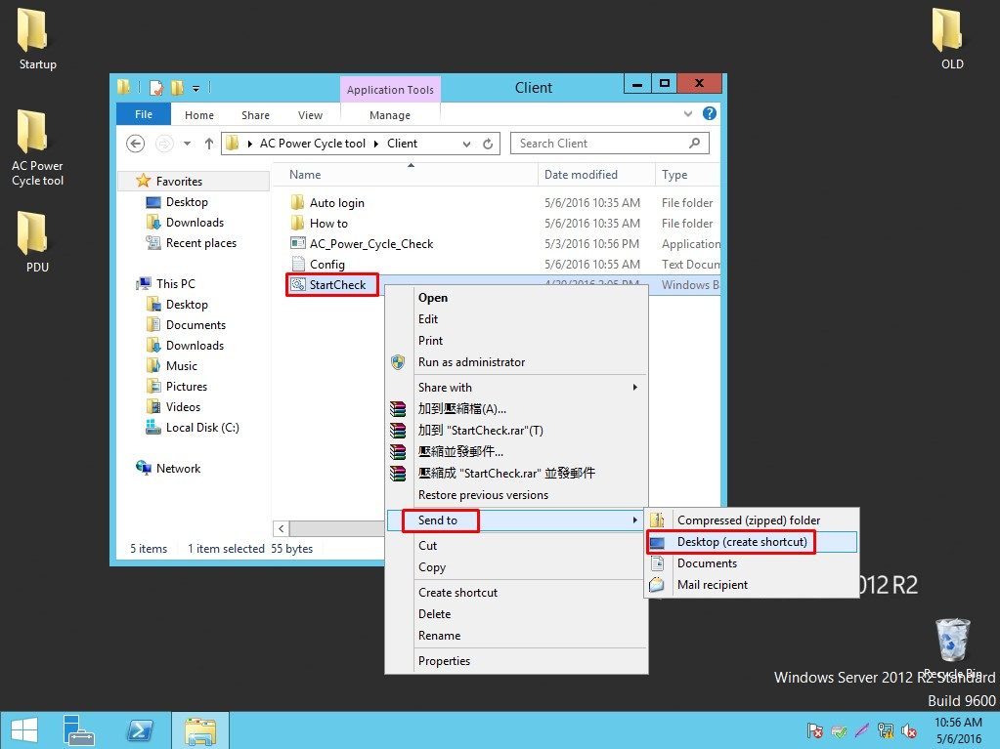 Startup
OLD
AC Power
Cycle tool
PDU
Application Tools
Client
File
Home
Share
View
Manage
AC Power Cycle tool
Client
Search Client
Name
Date modified
Type
Favorites
Desktop
Downloads
Recent places
This PC
Desktop
Documents
Downloads
Music
Pictures
Videos
Local Disk (C:)
Network
Auto login 5/6/2016 10:35 AM File folder
How to 5/6/2016 10:35 AM File folder
AC_Power_Cycle_Check 5/3/2016 10:56 PM Application
Config 5/6/2016 10:55 AM Text Docum
StartCheck 4/29/2016 2:05 PM Windows B
5 items 1 item selected 55 bytes
Open
Edit
Print
Run as administrator
Share with
加到壓縮檔(A)...
加到 "StartCheck.rar"(T)
壓縮並發郵件...
壓縮成 "StartCheck.rar" 並發郵件
Restore previous versions
Send to
Cut
Copy
Create shortcut
Delete
Rename
Properties
Compressed (zipped) folder
Desktop (create shortcut)
Documents
Mail recipient
012 R2
Recycle Bin
Windows Server 2012 R2 Standard
Build 9600
10:56 AM
5/6/2016